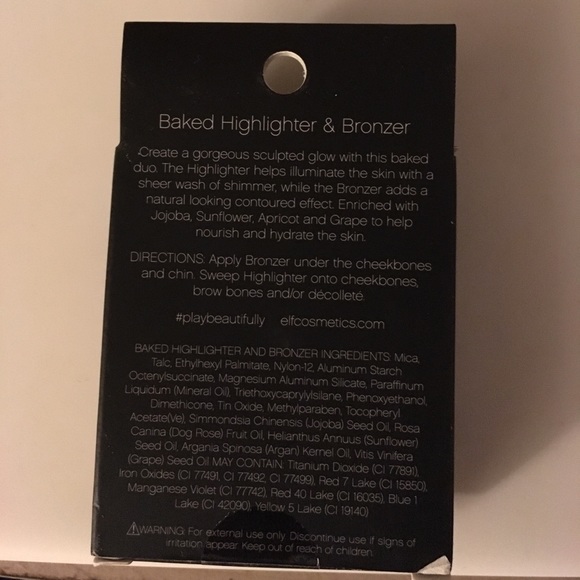 Baked Highlighter & Bronzer
Create a gorgeous sculpted glow with this baked
duo. The Highlighter helps illuminate the skin with a
sheer wash of shimmer, while the Bronzer adds a
natural looking contoured effect. Enriched with
Jojoba, Sunflower, Apricot and Grape to help
nourish and hydrate the skin.
DIRECTIONS: Apply Bronzer under the cheekbones
and chin. Sweep Highlighter onto cheekbones,
brow bones and/or décolleté.
#playbeautifully elfcosmetics.com
BAKED HIGHLIGHTER AND BRONZER INGREDIENTS: Mica,
Talc, Ethylhexyl Palmitate, Nylon-12, Aluminum Starch
Octenylsuccinate, Magnesium Aluminum Silicate, Paraffinum
Liquidum (Mineral Oil), Triethoxycaprylylsilane, Phenoxyethanol,
Dimethicone, Tin Oxide, Methylparaben, Tocopheryl
Acetate(Ve), Simmondsia Chinensis (Jojoba) Seed Oil, Rosa
Canina (Dog Rose) Fruit Oil, Helianthus Annuus (Sunflower)
Seed Oil, Argania Spinosa (Argan) Kernel Oil, Vitis Vinifera
(Grape) Seed Oil MAY CONTAIN: Titanium Dioxide (CI 77891),
Iron Oxides (CI 77491, CI 77492, CI 77499), Red 7 Lake (CI 15850),
Manganese Violet (CI 77742), Red 40 Lake (CI 16035), Blue 1
Lake (CI 42090), Yellow 5 Lake (CI 19140)
WARNING: For external use only. Discontinue use if signs of
irritation appear. Keep out of reach of children.